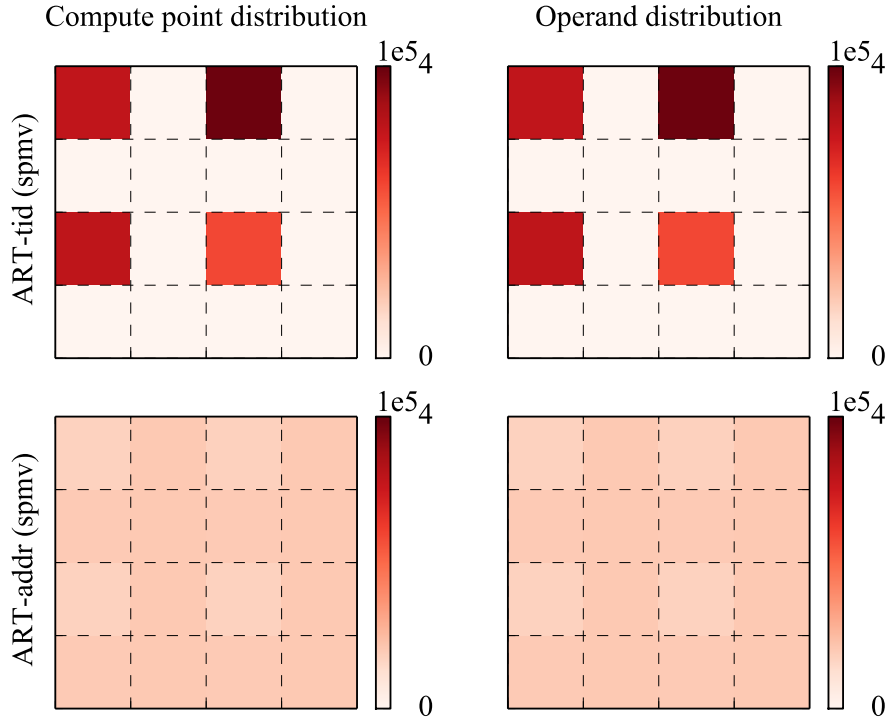 Compute point distribution
Operand distribution
ART-tid (spmv)
1e5
4
0
1e5
4
0
ART-addr (spmv)
1e5
4
0
1e5
4
0